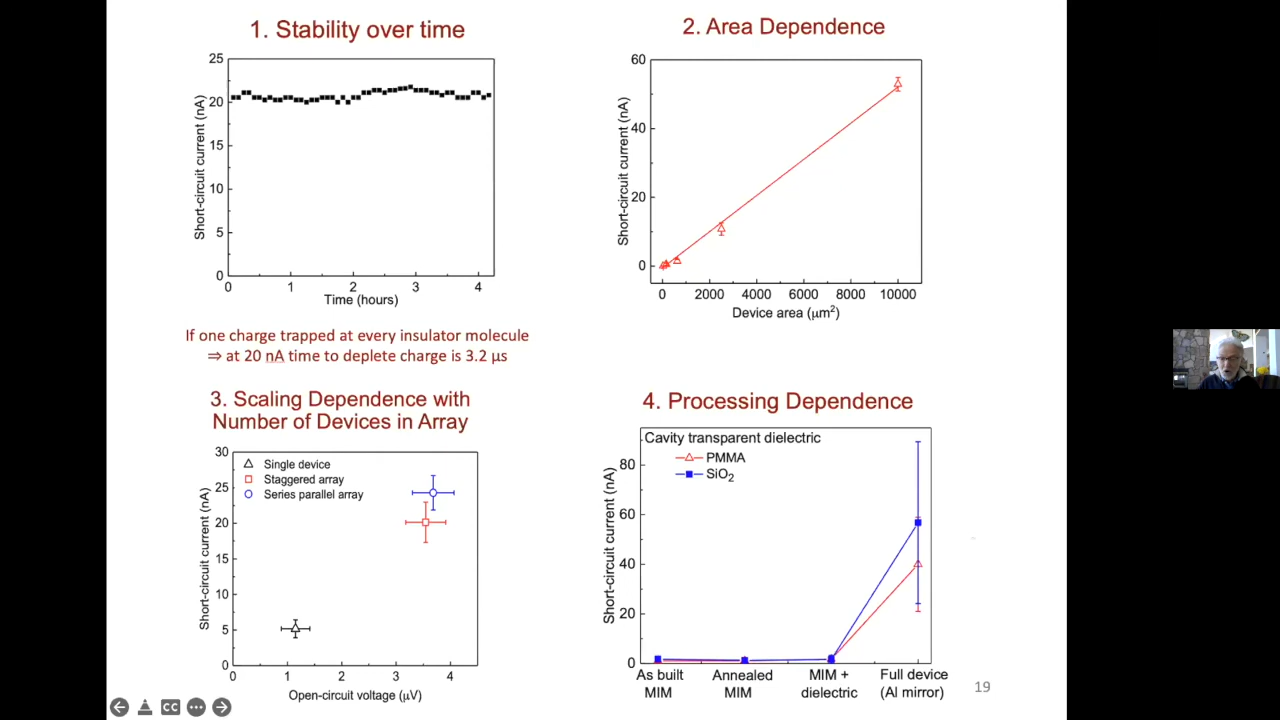 1. Stability over time
25
20
15
10
5
0
Short-circuit current (nA)
0 1 2 3 4
Time (hours)
If one charge trapped at every insulator molecule
⇒ at 20 nA time to deplete charge is 3.2 μs
2. Area Dependence
60
40
20
0
Short-circuit current (nA)
0 2000 4000 6000 8000 10000
Device area (μm²)
3. Scaling Dependence with
Number of Devices in Array
30
25
20
15
10
5
0
Short-circuit current (nA)
Single device
Staggered array
Series parallel array
0 1 2 3 4
Open-circuit voltage (μV)
4. Processing Dependence
Cavity transparent dielectric
PMMA
SiO₂
80
60
40
20
0
Short-circuit current (nA)
As built
MIM
Annealed
MIM
MIM +
dielectric
Full device
(Al mirror)
19
CC